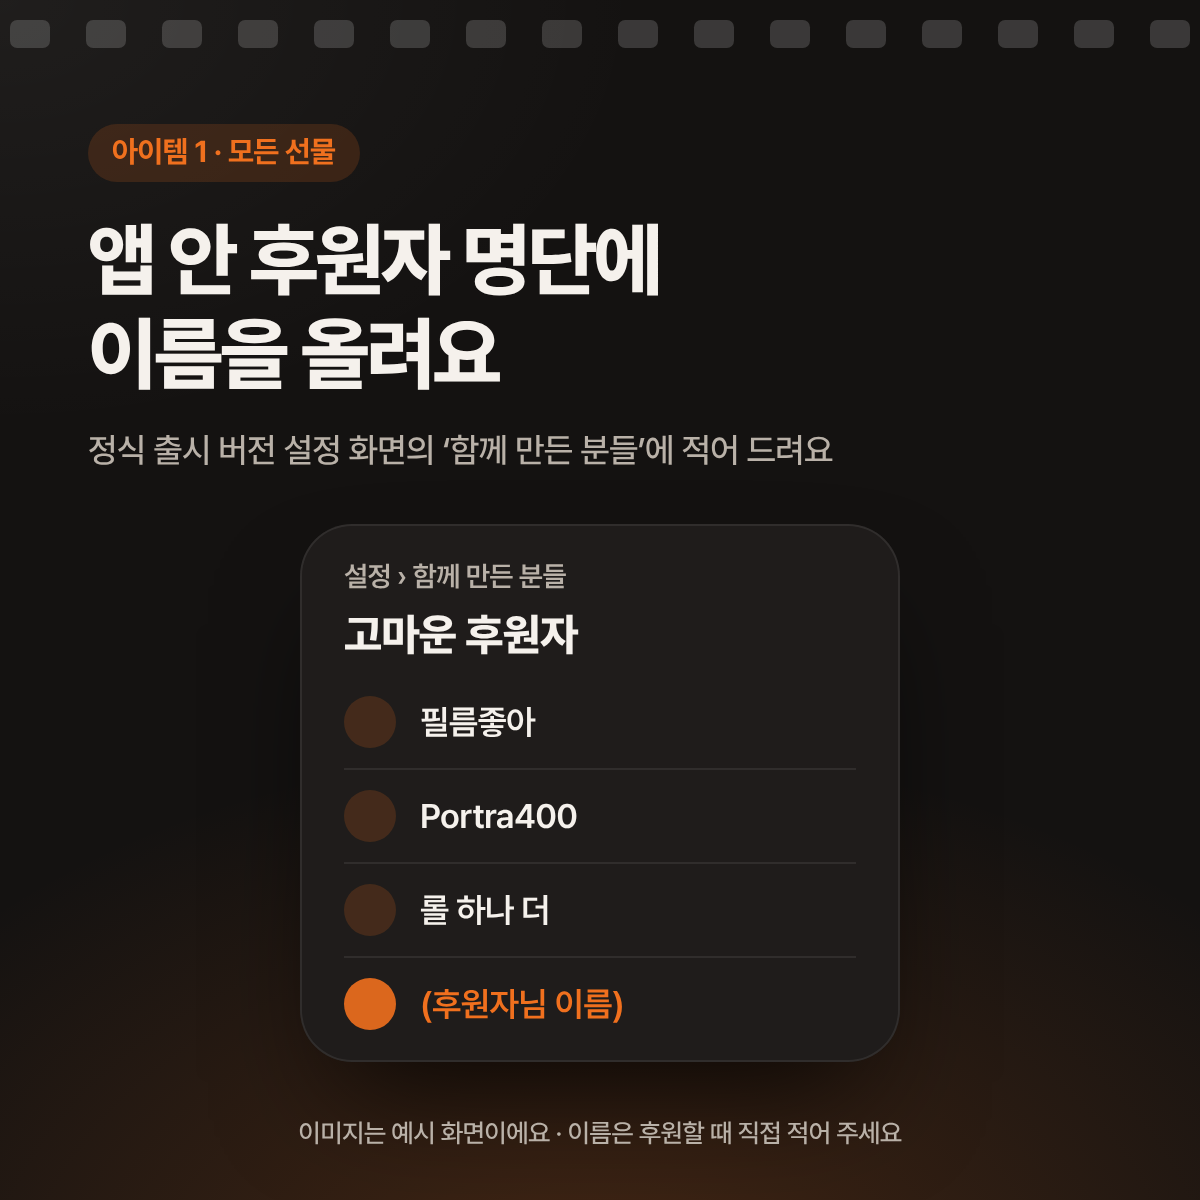 아이템 1 · 모든 선물
앱 안 후원자 명단에
이름을 올려요
정식 출시 버전 설정 화면의 ‘함께 만든 분들’에 적어 드려요
설정 › 함께 만든 분들
고마운 후원자
필름좋아
Portra400
롤 하나 더
(후원자님 이름)
이미지는 예시 화면이에요 · 이름은 후원할 때 직접 적어 주세요